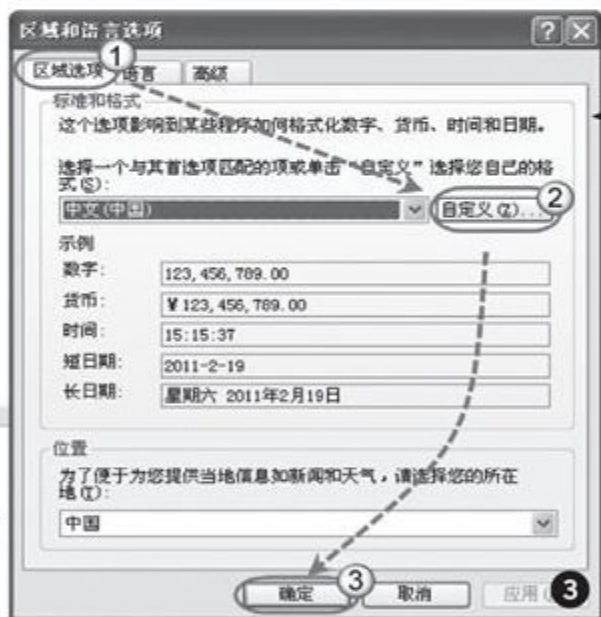 区域和语言选项
① 区域选项 语言 高级
标准和格式
这个选项影响到某些程序如何格式化数字、货币、时间和日期。
选择一个与其首选项匹配的项或单击“自定义”选择您自己的格
式(S):
中文(中国)
自定义(Z)... ②
示例
数字: 123,456,789.00
货币: ¥123,456,789.00
时间: 15:15:37
短日期: 2011-2-19
长日期: 星期六 2011年2月19日
位置
为了便于为您提供当地信息如新闻和天气，请选择您的所在
地(T):
中国
确定 ③ 取消 应用 3